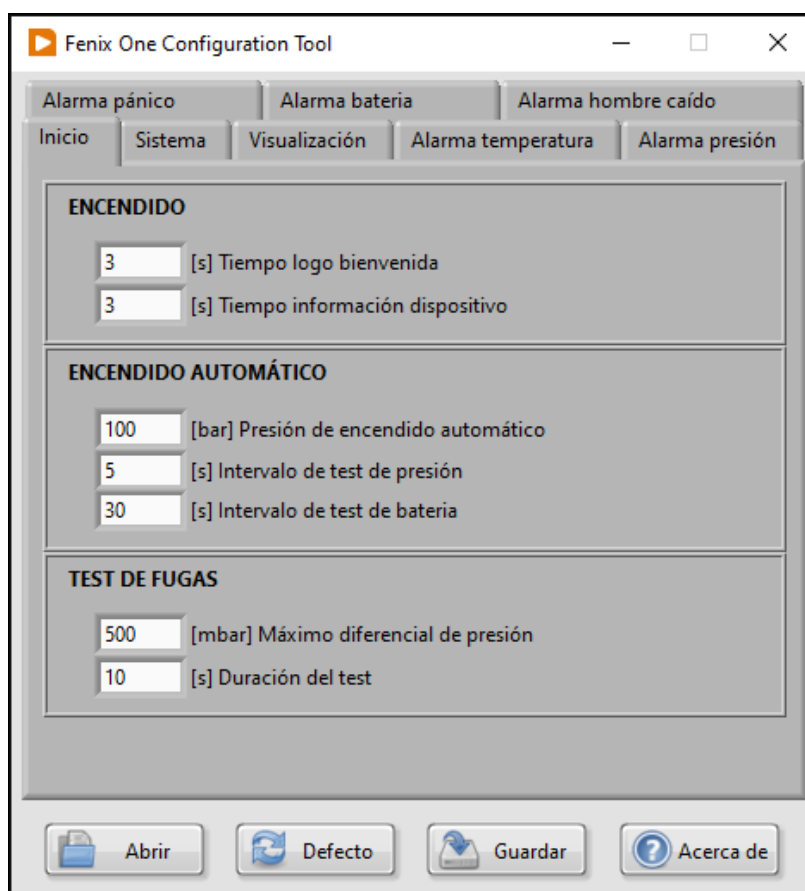 Fenix One Configuration Tool
Alarma pánico Alarma bateria Alarma hombre caído
Inicio Sistema Visualización Alarma temperatura Alarma presión
ENCENDIDO
3 [s] Tiempo logo bienvenida
3 [s] Tiempo información dispositivo
ENCENDIDO AUTOMÁTICO
100 [bar] Presión de encendido automático
5 [s] Intervalo de test de presión
30 [s] Intervalo de test de bateria
TEST DE FUGAS
500 [mbar] Máximo diferencial de presión
10 [s] Duración del test
Abrir Defecto Guardar Acerca de